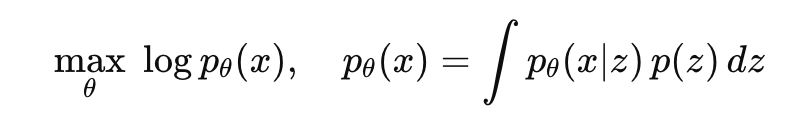 max_θ log p_θ(x),   p_θ(x) = ∫ p_θ(x|z) p(z) dz